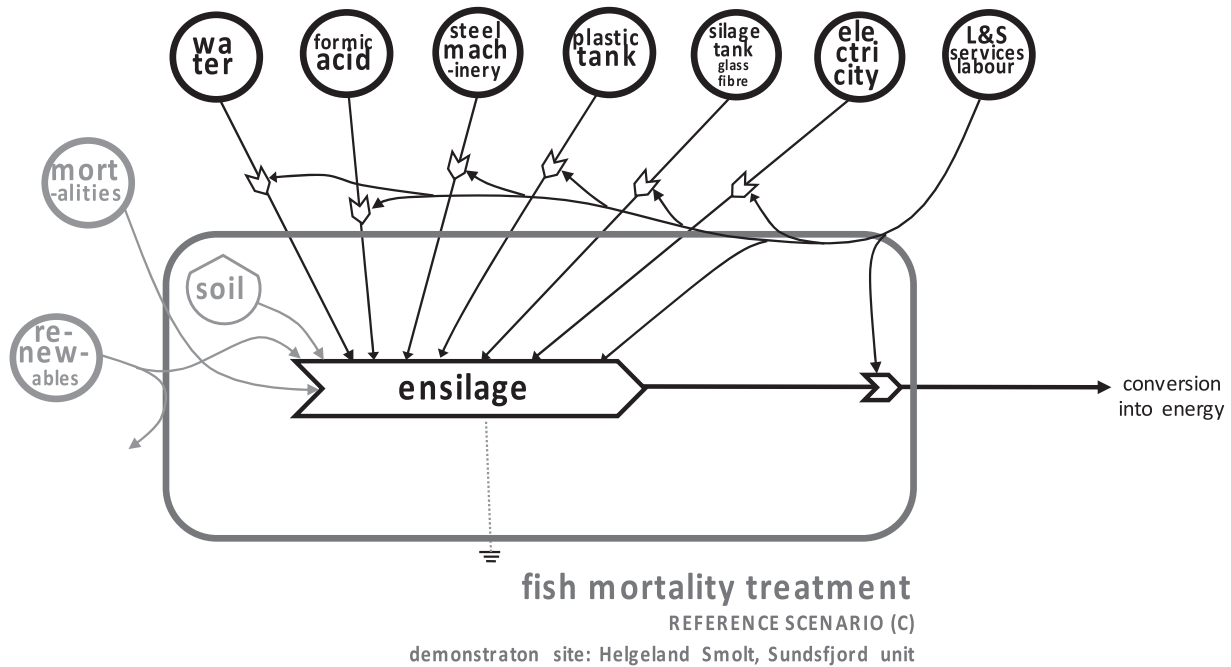 wa
ter
formic
acid
steel
mach
-inery
plastic
tank
silage
tank
glass
fibre
ele
ctri
city
L&S
services
labour
mort
-alities
soil
re-
new-
ables
ensilage
conversion
into energy
fish mortality treatment
REFERENCE SCENARIO (C)
demonstraton site: Helgeland Smolt, Sundsfjord unit